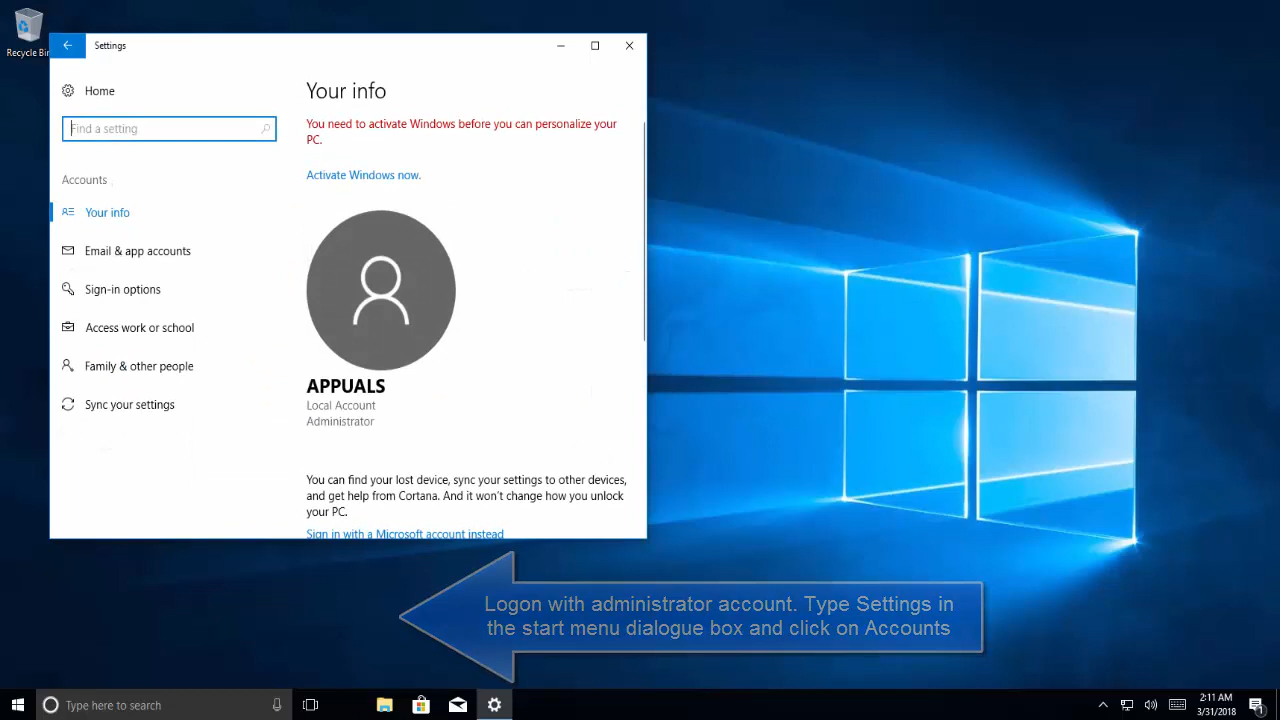 Recycle Bin
Settings
Home
Find a setting
Accounts
Your info
Email & app accounts
Sign-in options
Access work or school
Family & other people
Sync your settings
Your info
You need to activate Windows before you can personalize your
PC.
Activate Windows now.
APPUALS
Local Account
Administrator
You can find your lost device, sync your settings to other devices,
and get help from Cortana. And it won't change how you unlock
your PC.
Sign in with a Microsoft account instead
Logon with administrator account. Type Settings in
the start menu dialogue box and click on Accounts
Type here to search
2:11 AM
3/31/2018
1